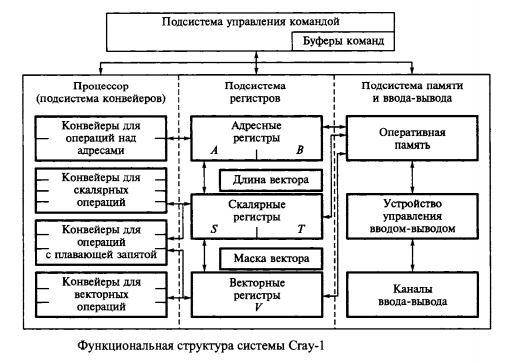 Подсистема управления командой
Буферы команд
Процессор
(подсистема конвейеров)
Подсистема
регистров
Подсистема памяти
и ввода-вывода
Конвейеры для
операций над
адресами
Адресные
регистры
A B
Оперативная
память
Длина вектора
Конвейеры для
скалярных
операций
Скалярные
регистры
S T
Устройство
управления
вводом-выводом
Конвейеры для
операций
с плавающей запятой
Маска вектора
Конвейеры для
векторных
операций
Векторные
регистры
V
Каналы
ввода-вывода
Функциональная структура системы Cray-1